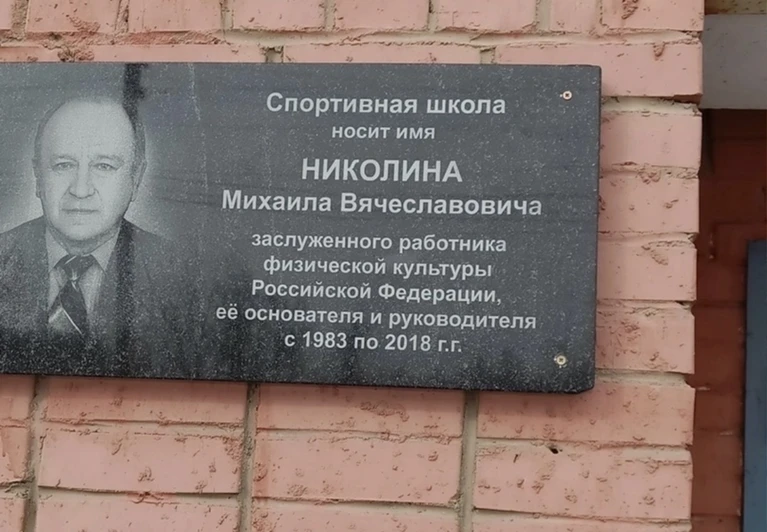 Спортивная школа
носит имя
НИКОЛИНА
Михаила Вячеславовича
заслуженного работника
физической культуры
Российской Федерации,
её основателя и руководителя
с 1983 по 2018 г.г.